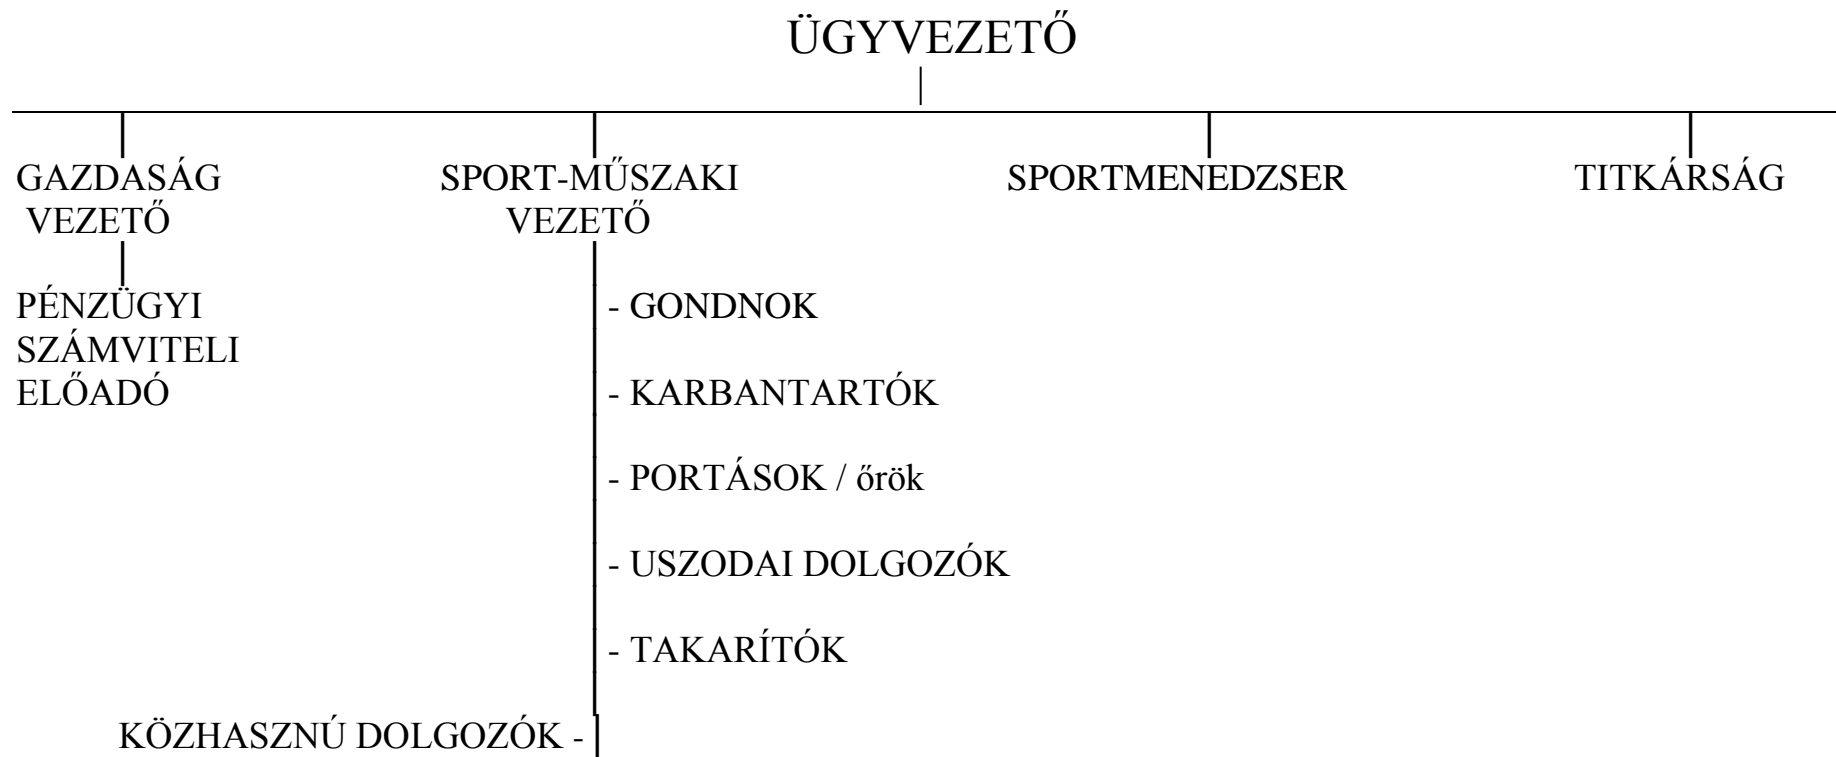 ÜGYVEZETŐ
GAZDASÁG
VEZETŐ
SPORT-MŰSZAKI
VEZETŐ
SPORTMENEDZSER
TITKÁRSÁG
PÉNZÜGYI
SZÁMVITELI
ELŐADÓ
- GONDNOK
- KARBANTARTÓK
- PORTÁSOK / őrök
- USZODAI DOLGOZÓK
- TAKARÍTÓK
KÖZHASZNÚ DOLGOZÓK -